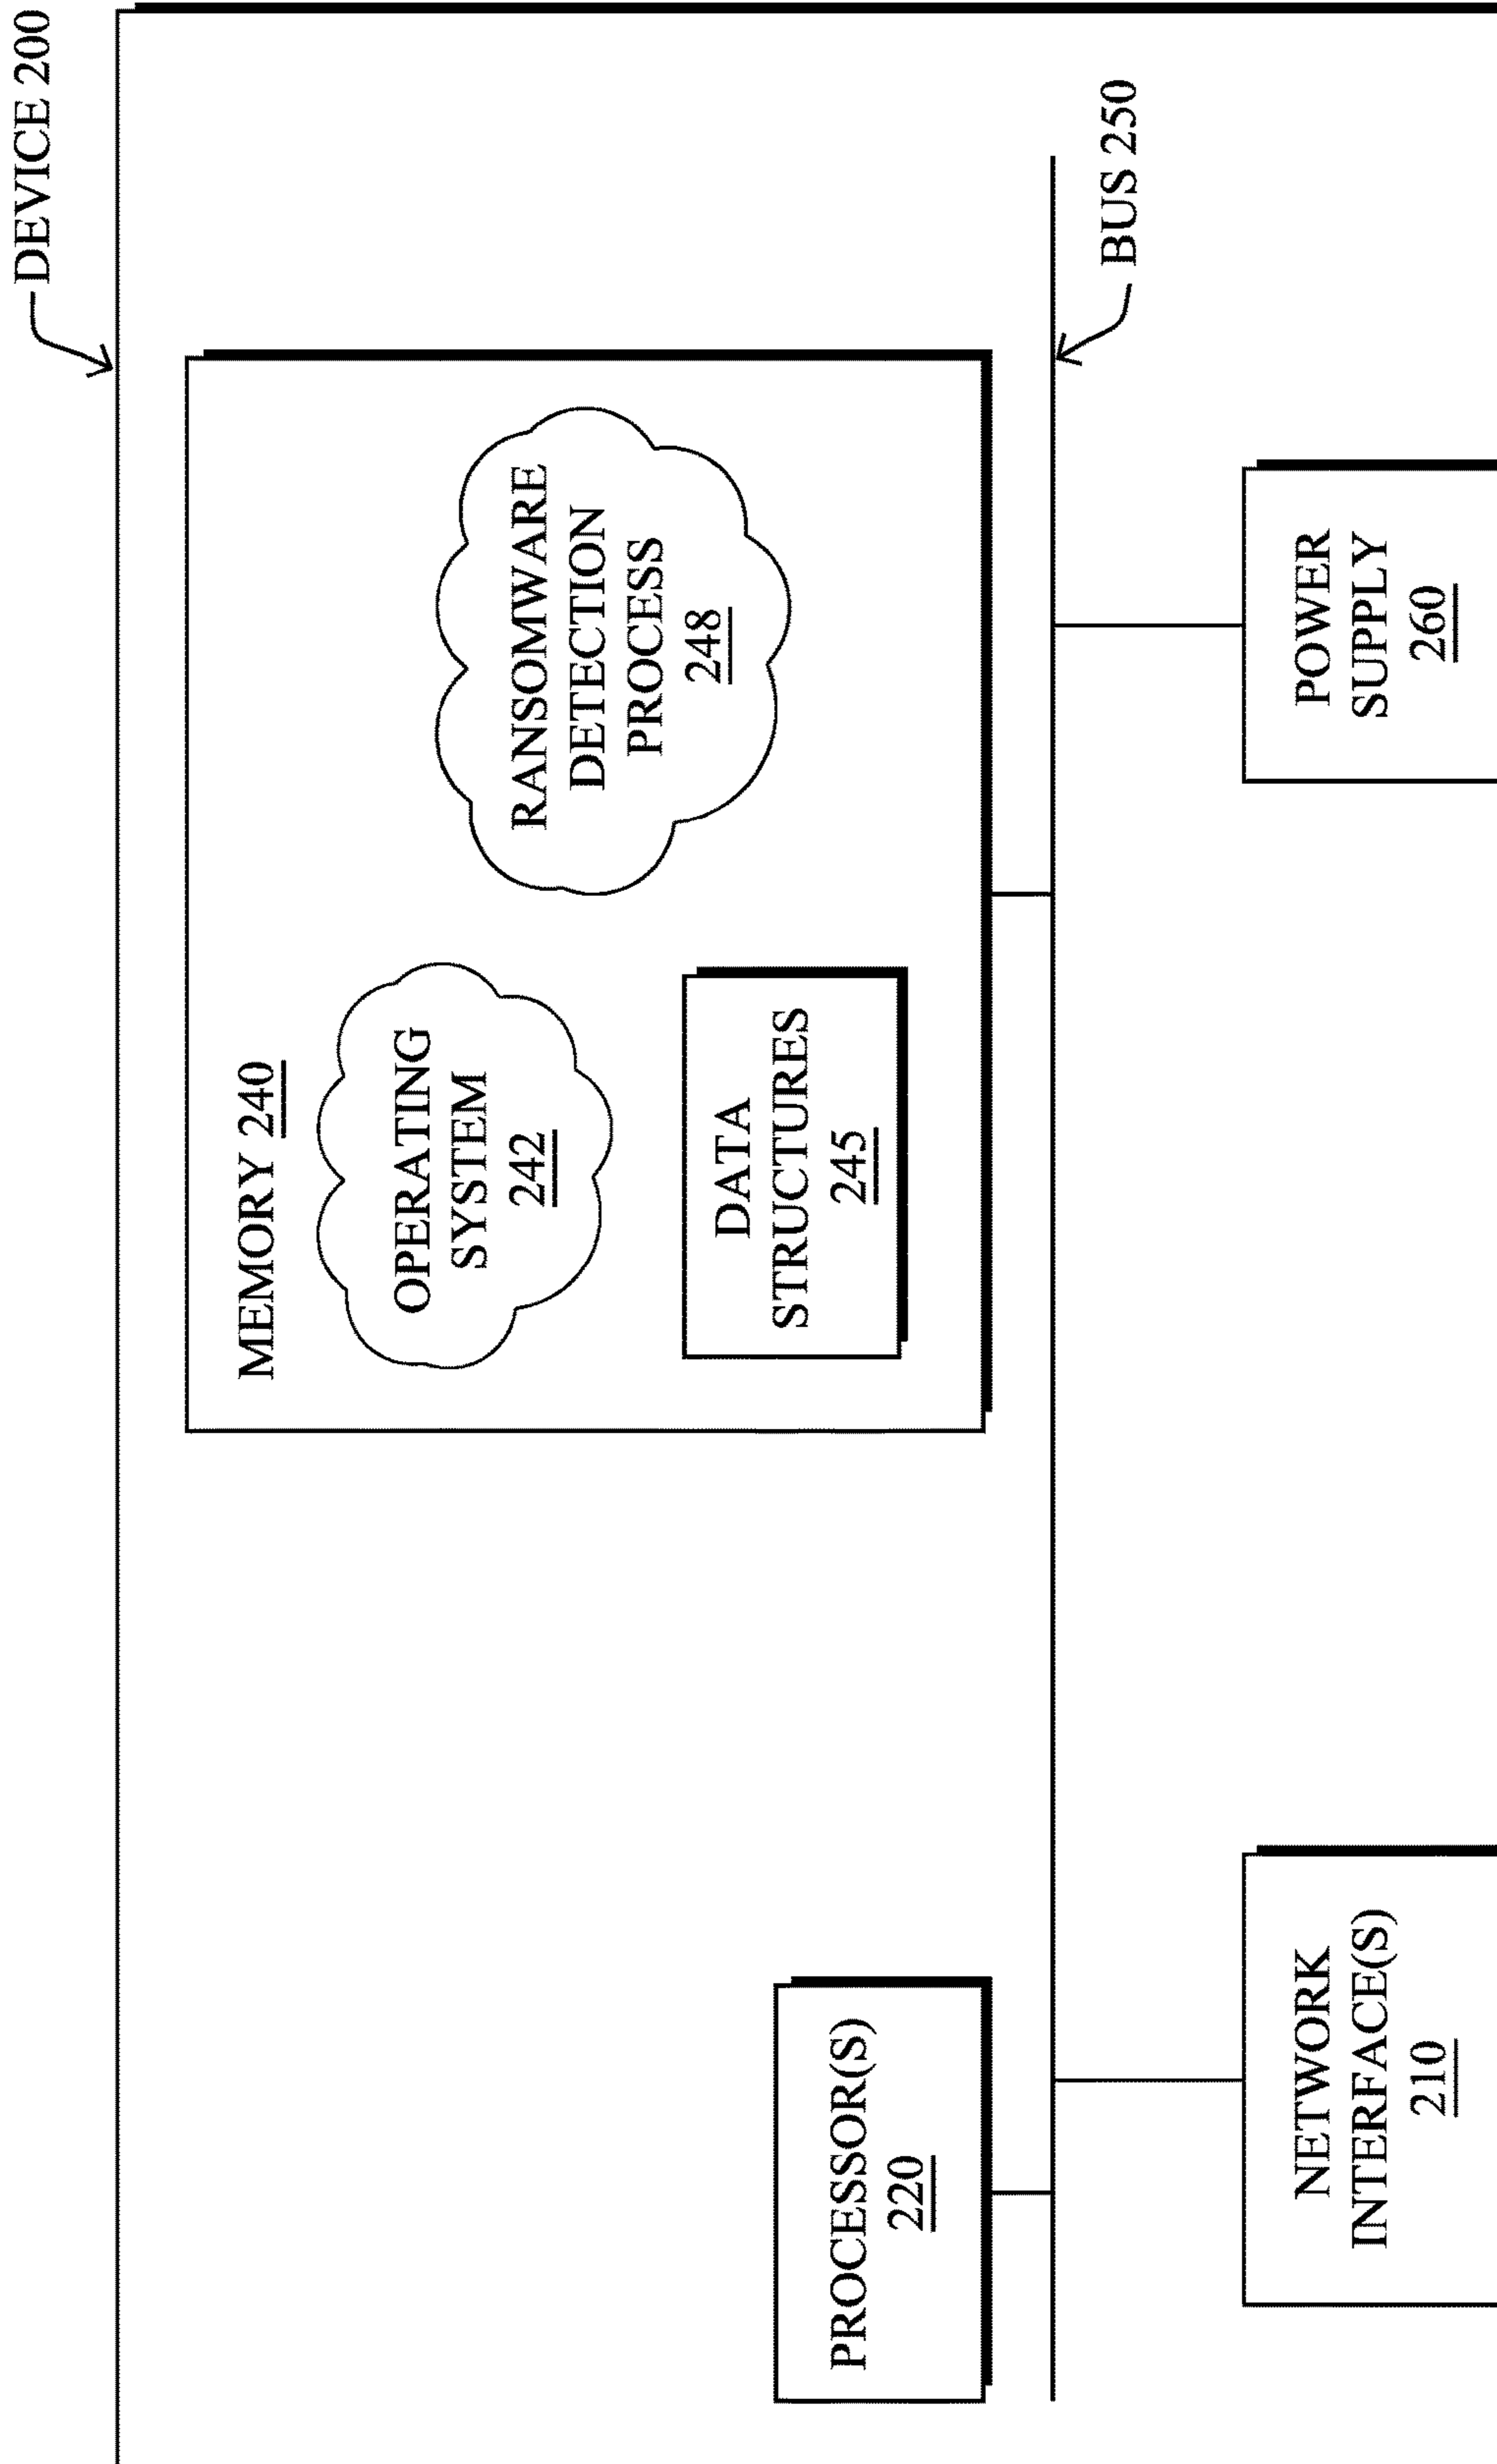 DEVICE 200
MEMORY 240
OPERATING
SYSTEM
242
RANSOMWARE
DETECTION
PROCESS
248
DATA
STRUCTURES
245
PROCESSOR(S)
220
BUS 250
NETWORK
INTERFACE(S)
210
POWER
SUPPLY
260